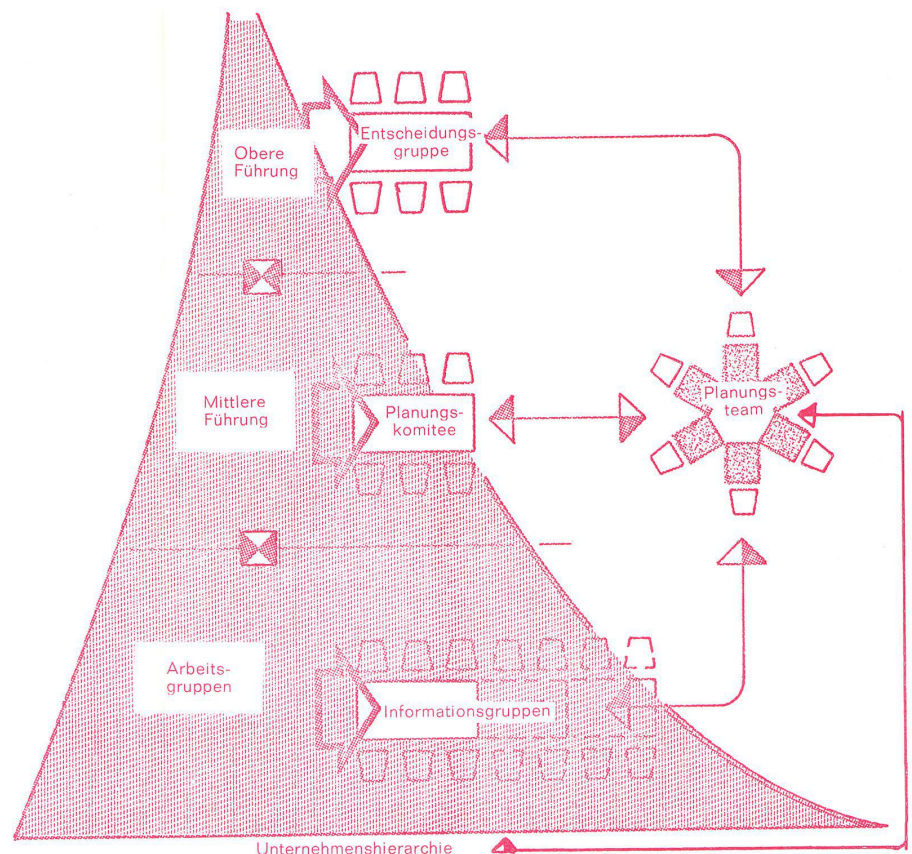 Entscheidungs-
gruppe
Obere
Führung
Mittlere
Führung
Planungs-
komitee
Planungs-
team
Arbeits-
gruppen
Informationsgruppen
Unternehmenshierarchie